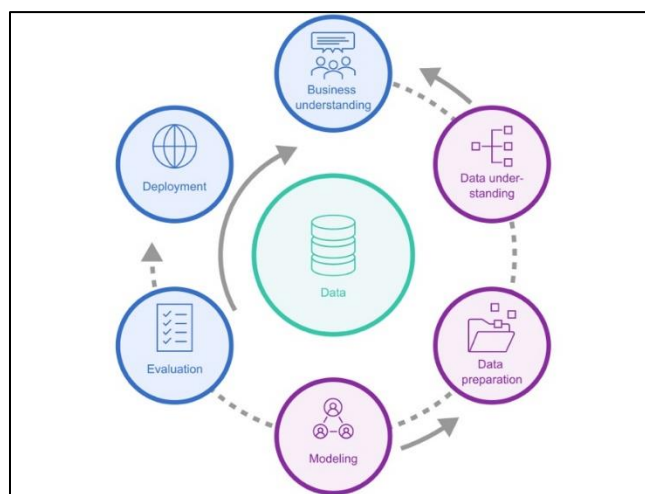 Business
understanding
Data under-
standing
Deployment
Data
Evaluation
Data
preparation
Modeling